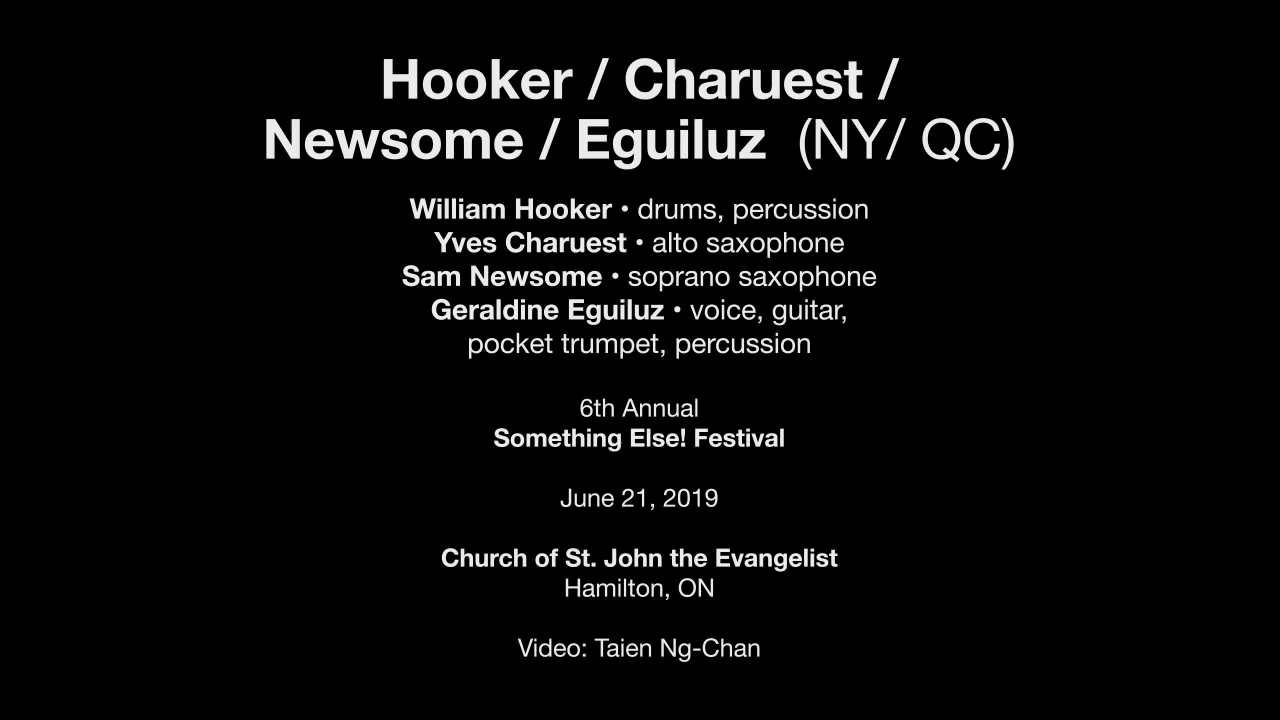 Hooker / Charuest /
Newsome / Eguiluz (NY/ QC)
William Hooker • drums, percussion
Yves Charuest • alto saxophone
Sam Newsome • soprano saxophone
Geraldine Eguiluz • voice, guitar,
pocket trumpet, percussion
6th Annual
Something Else! Festival
June 21, 2019
Church of St. John the Evangelist
Hamilton, ON
Video: Taien Ng-Chan